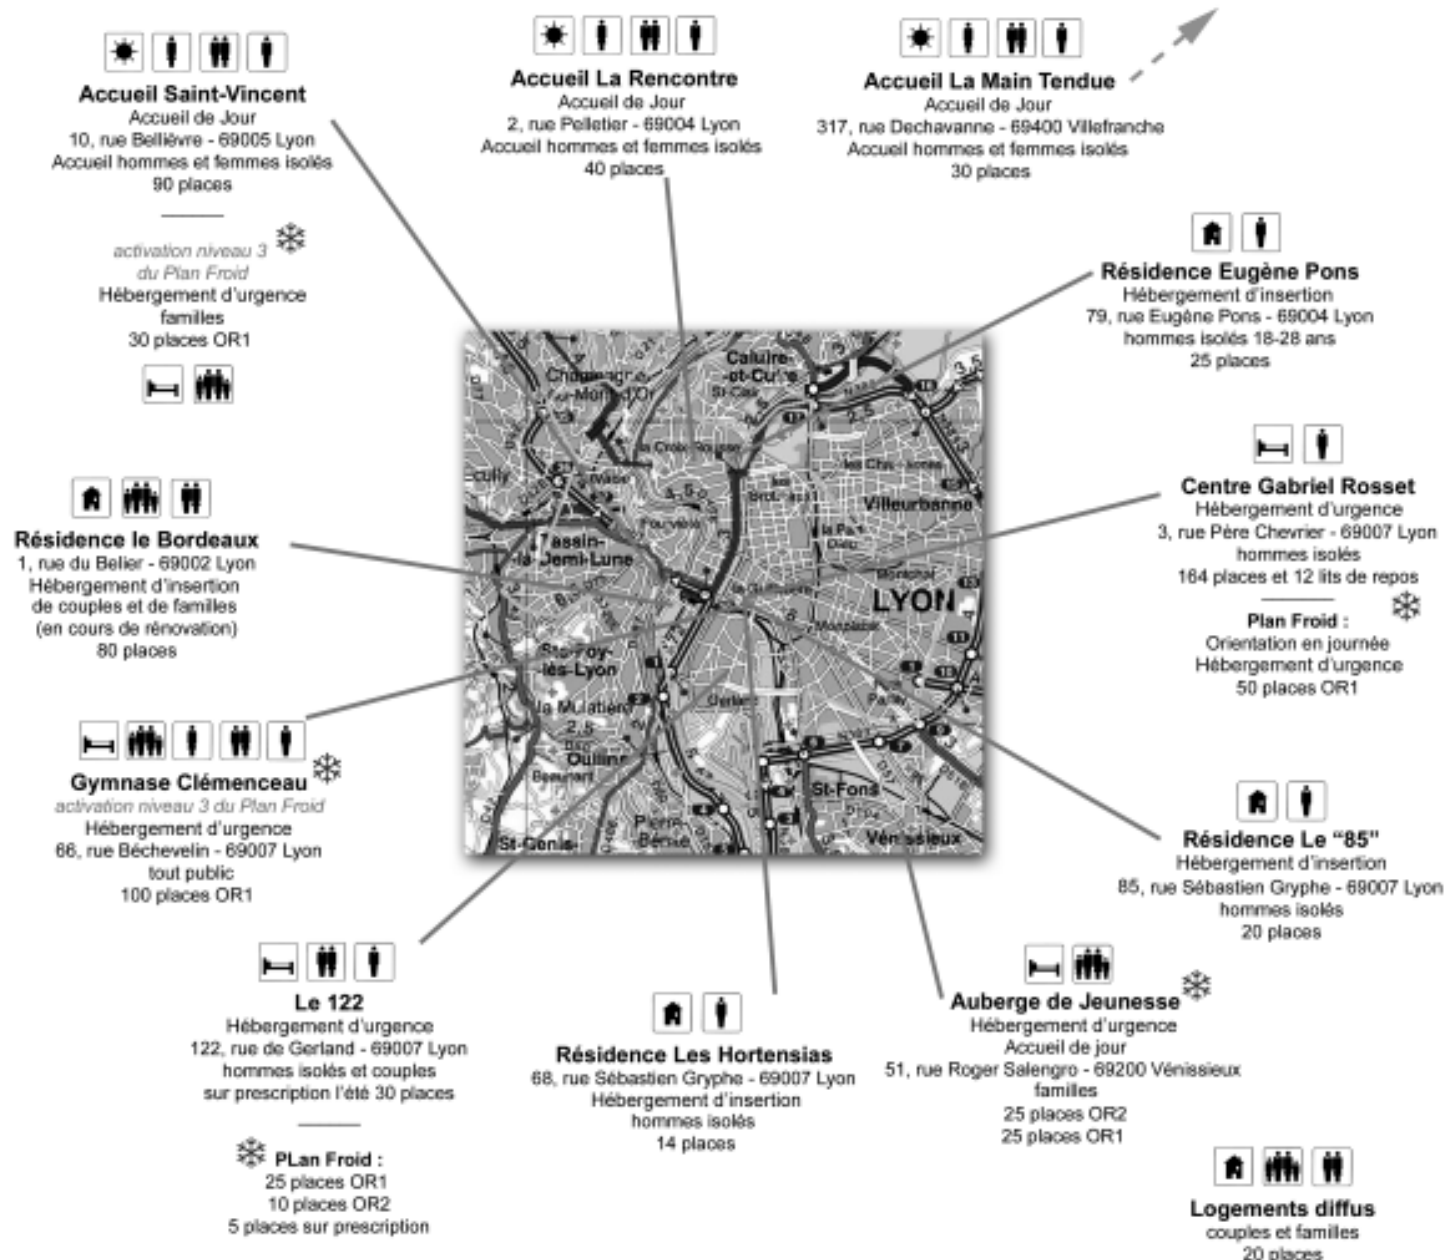 Accueil Saint-Vincent
Accueil de Jour
10, rue Bellièvre - 69005 Lyon
Accueil hommes et femmes isolés
90 places
activation niveau 3
du Plan Froid
Hébergement d'urgence
familles
30 places OR1
Accueil La Rencontre
Accueil de Jour
2, rue Pelletier - 69004 Lyon
Accueil hommes et femmes isolés
40 places
Accueil La Main Tendue
Accueil de Jour
317, rue Dechavanne - 69400 Villefranche
Accueil hommes et femmes isolés
30 places
Résidence Eugène Pons
Hébergement d'insertion
79, rue Eugène Pons - 69004 Lyon
hommes isolés 18-28 ans
25 places
Centre Gabriel Rosset
Hébergement d'urgence
3, rue Père Chevrier - 69007 Lyon
hommes isolés
164 places et 12 lits de repos
Plan Froid :
Orientation en journée
Hébergement d'urgence
50 places OR1
Résidence le Bordeaux
1, rue du Belier - 69002 Lyon
Hébergement d'insertion
de couples et de familles
(en cours de rénovation)
80 places
Gymnase Clémenceau
activation niveau 3 du Plan Froid
Hébergement d'urgence
66, rue Béchevelin - 69007 Lyon
tout public
100 places OR1
Caluire-
-et-Cuire
la Croix Rousse
Villeurbanne
Fourvière
la Part
Dieu
-la-Demi-Lune
LYON
Monplaisir
Ste-Foy-
-lès-Lyon
la Mulatière
Gerland
Oullins
Beaunant
St-Fons
Pierre-
Bénite
St-Genis-
Vénissieux
Résidence Le “85”
Hébergement d'insertion
85, rue Sébastien Gryphe - 69007 Lyon
hommes isolés
20 places
Le 122
Hébergement d'urgence
122, rue de Gerland - 69007 Lyon
hommes isolés et couples
sur prescription l'été 30 places
PLan Froid :
25 places OR1
10 places OR2
5 places sur prescription
Résidence Les Hortensias
68, rue Sébastien Gryphe - 69007 Lyon
Hébergement d'insertion
hommes isolés
14 places
Auberge de Jeunesse
Hébergement d'urgence
Accueil de jour
51, rue Roger Salengro - 69200 Vénissieux
familles
25 places OR2
25 places OR1
Logements diffus
couples et familles
20 places